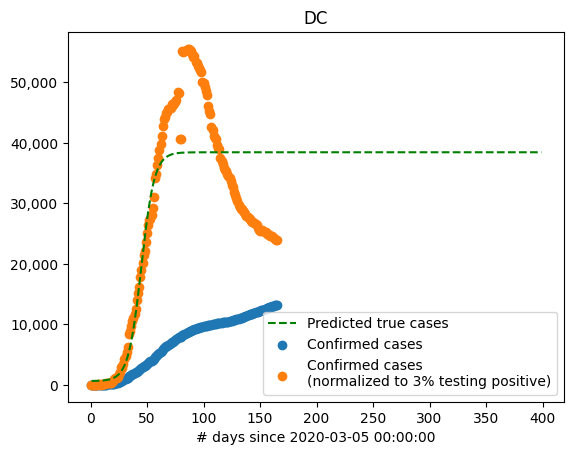 DC
50,000
40,000
30,000
20,000
10,000
0
Predicted true cases
Confirmed cases
Confirmed cases
(normalized to 3% testing positive)
0 50 100 150 200 250 300 350 400
# days since 2020-03-05 00:00:00